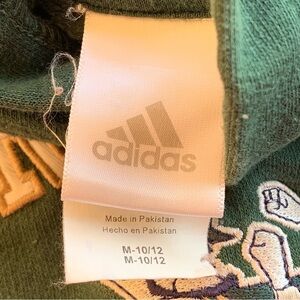 adidas
Made in Pakistan
Hecho en Pakistan
M-10/12
M-10/12